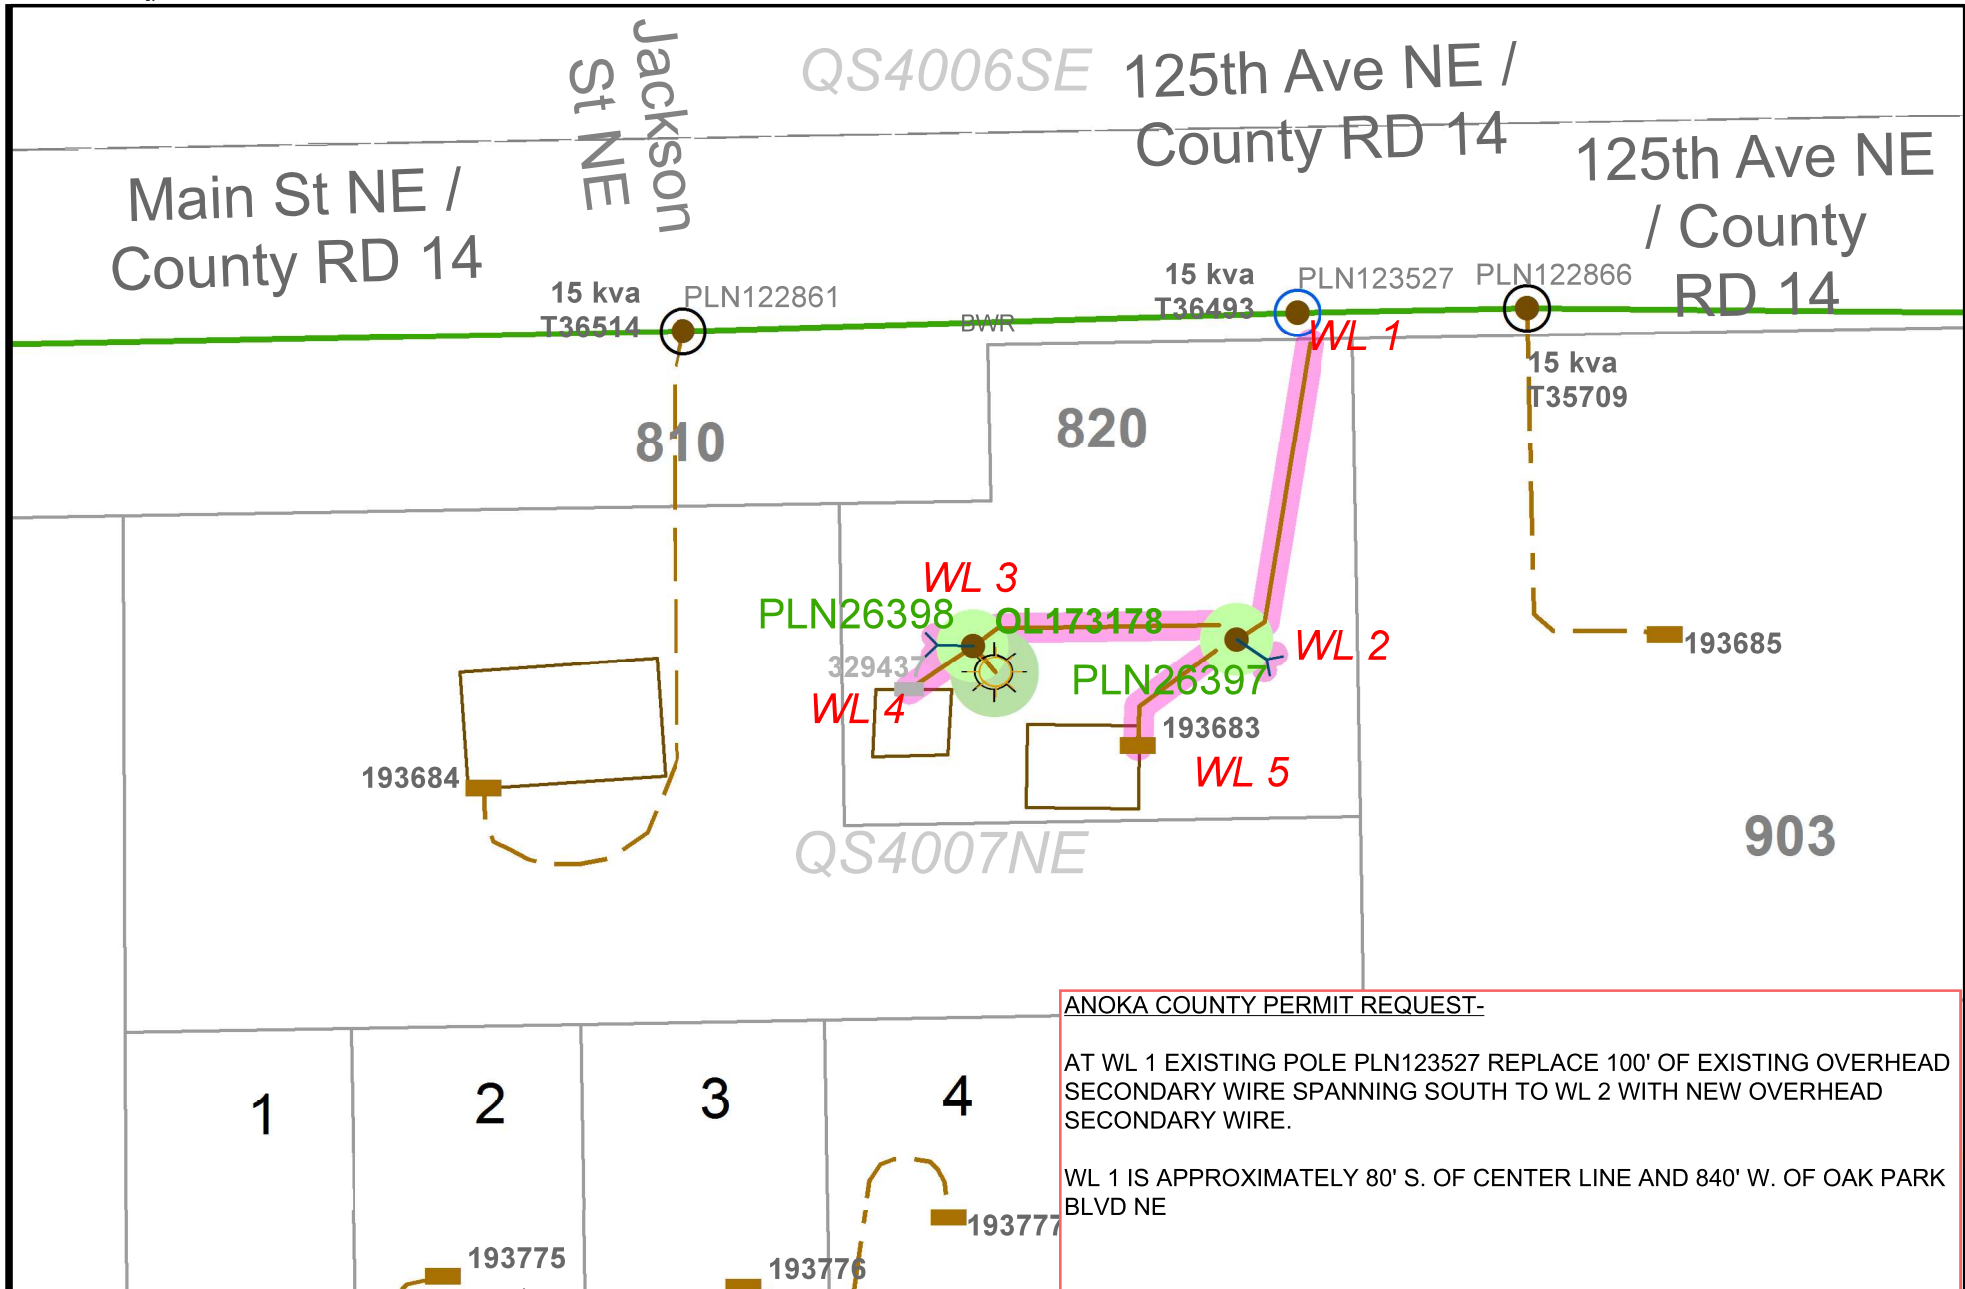 Jackson
St NE
QS4006SE
125th Ave NE /
County RD 14
125th Ave NE
/ County
RD 14
Main St NE /
County RD 14
15 kva
T36514
PLN122861
BWR
15 kva
T36493
PLN123527
PLN122866
WL 1
15 kva
T35709
810
820
WL 3
PLN26398
OL173178
WL 2
193685
329437
PLN26397
WL 4
193683
WL 5
193684
QS4007NE
903
ANOKA COUNTY PERMIT REQUEST-
AT WL 1 EXISTING POLE PLN123527 REPLACE 100' OF EXISTING OVERHEAD
SECONDARY WIRE SPANNING SOUTH TO WL 2 WITH NEW OVERHEAD
SECONDARY WIRE.
WL 1 IS APPROXIMATELY 80' S. OF CENTER LINE AND 840' W. OF OAK PARK
BLVD NE
1
2
3
4
193777
193775
193776